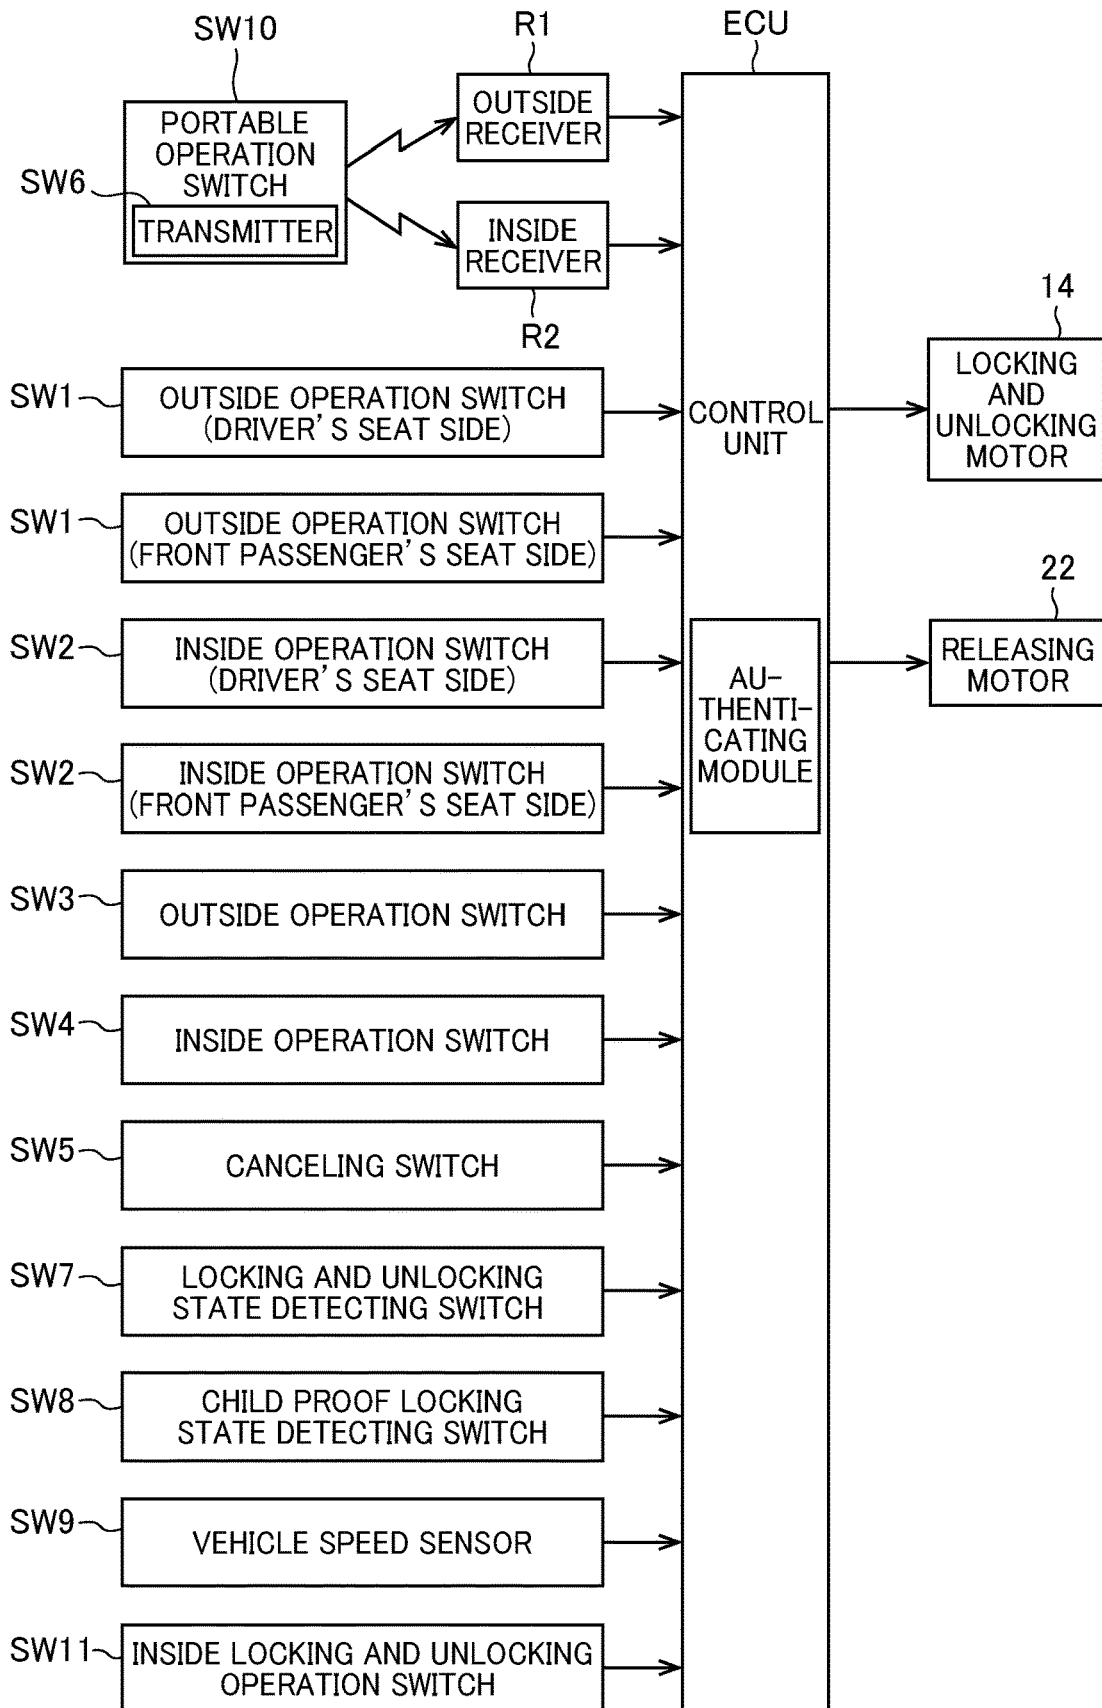 SW10
R1
ECU
PORTABLE
OPERATION
SWITCH
SW6
TRANSMITTER
OUTSIDE
RECEIVER
INSIDE
RECEIVER
R2
14
LOCKING
AND
UNLOCKING
MOTOR
SW1
OUTSIDE OPERATION SWITCH
(DRIVER'S SEAT SIDE)
CONTROL
UNIT
SW1
OUTSIDE OPERATION SWITCH
(FRONT PASSENGER'S SEAT SIDE)
22
RELEASING
MOTOR
SW2
INSIDE OPERATION SWITCH
(DRIVER'S SEAT SIDE)
AU-
THENTI-
CATING
MODULE
SW2
INSIDE OPERATION SWITCH
(FRONT PASSENGER'S SEAT SIDE)
SW3
OUTSIDE OPERATION SWITCH
SW4
INSIDE OPERATION SWITCH
SW5
CANCELING SWITCH
SW7
LOCKING AND UNLOCKING
STATE DETECTING SWITCH
SW8
CHILD PROOF LOCKING
STATE DETECTING SWITCH
SW9
VEHICLE SPEED SENSOR
SW11
INSIDE LOCKING AND UNLOCKING
OPERATION SWITCH